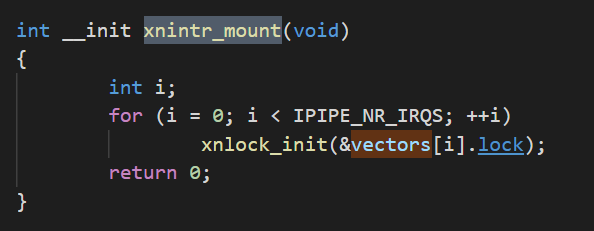 int __init xnintr_mount(void)
{
        int i;
        for (i = 0; i < IPIPE_NR_IRQS; ++i)
                xnlock_init(&vectors[i].lock);
        return 0;
}